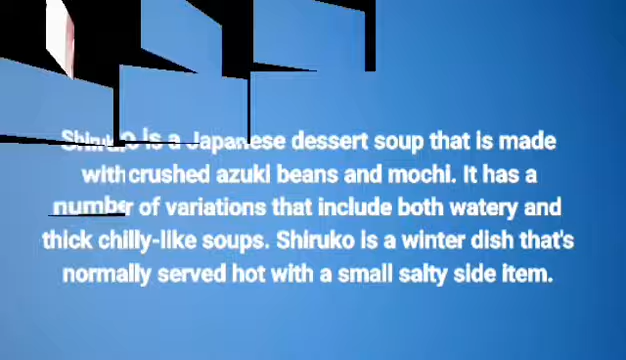 Shiruko is a Japanese dessert soup that is made
with crushed azuki beans and mochi. It has a
number of variations that include both watery and
thick chilly-like soups. Shiruko is a winter dish that's
normally served hot with a small salty side item.